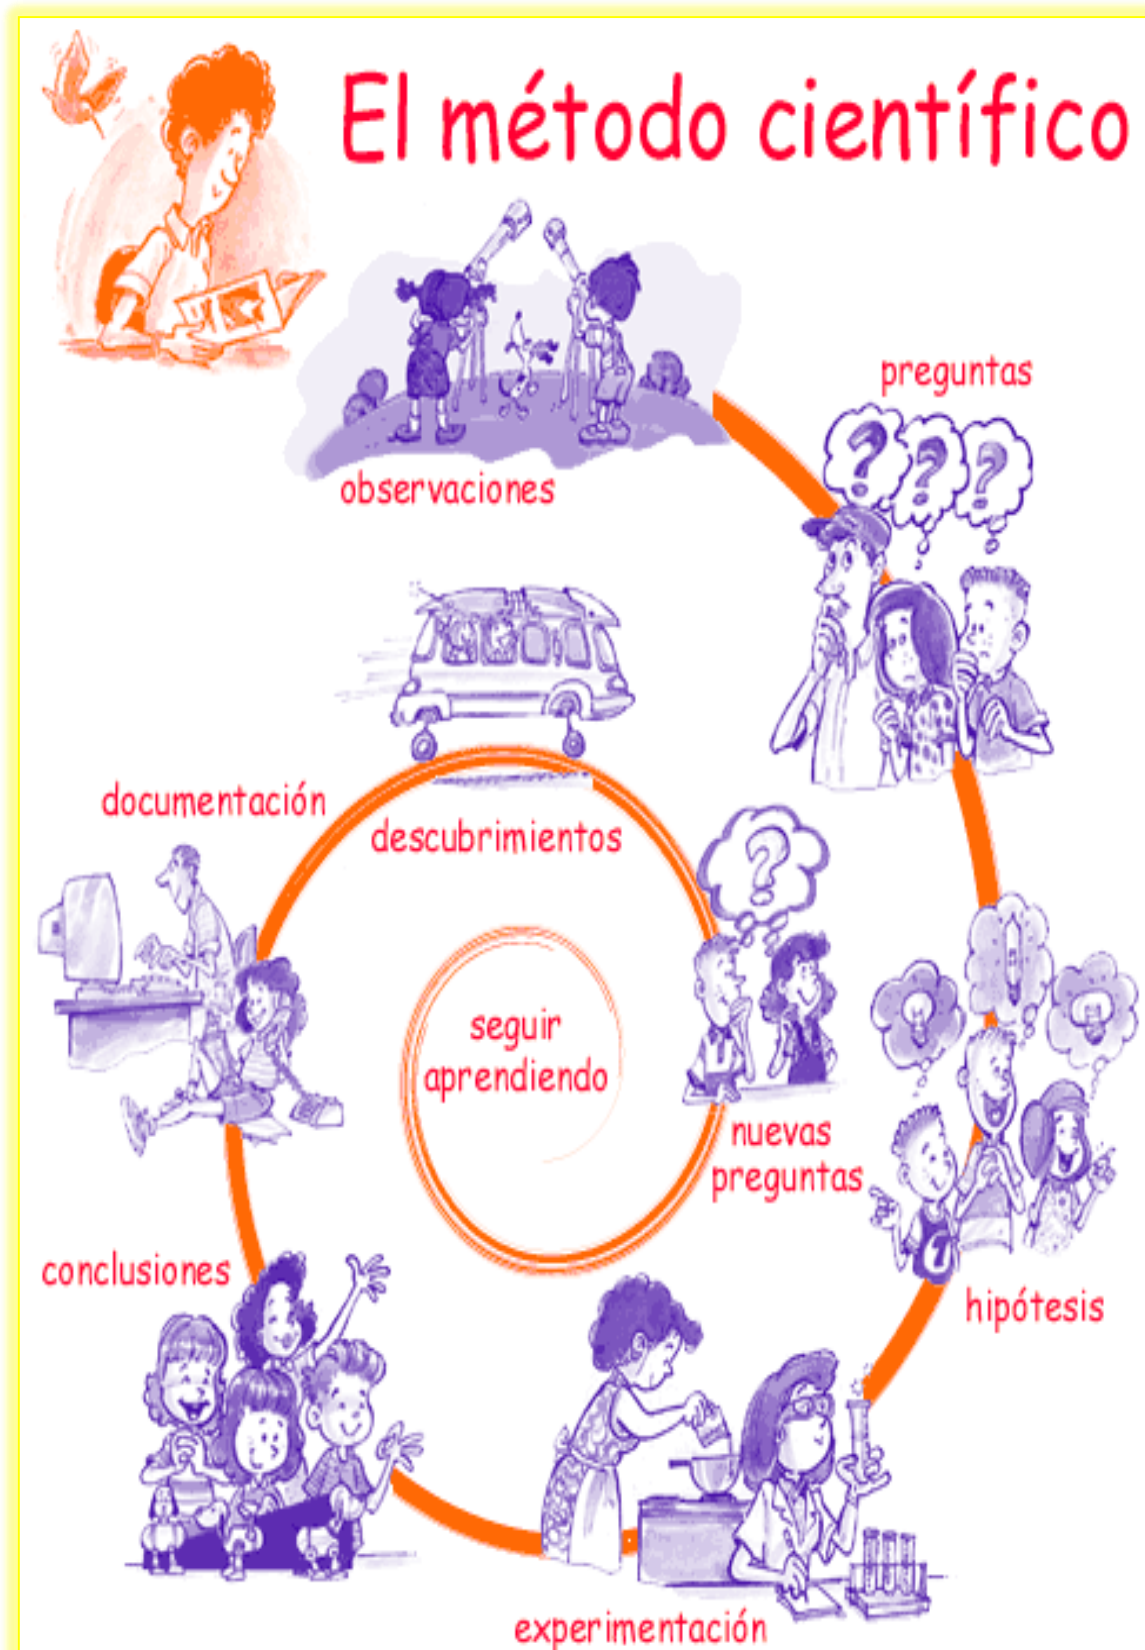 El método científico
observaciones
preguntas
hipótesis
experimentación
conclusiones
documentación
descubrimientos
nuevas
preguntas
seguir
aprendiendo